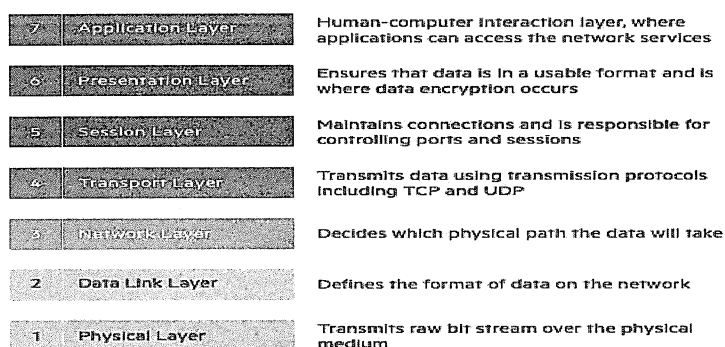 7 Application Layer Human-computer interaction layer, where
applications can access the network services
6 Presentation Layer Ensures that data is in a usable format and is
where data encryption occurs
5 Session Layer Maintains connections and is responsible for
controlling ports and sessions
4 Transport Layer Transmits data using transmission protocols
including TCP and UDP
3 Network Layer Decides which physical path the data will take
2 Data Link Layer Defines the format of data on the network
1 Physical Layer Transmits raw bit stream over the physical
medium